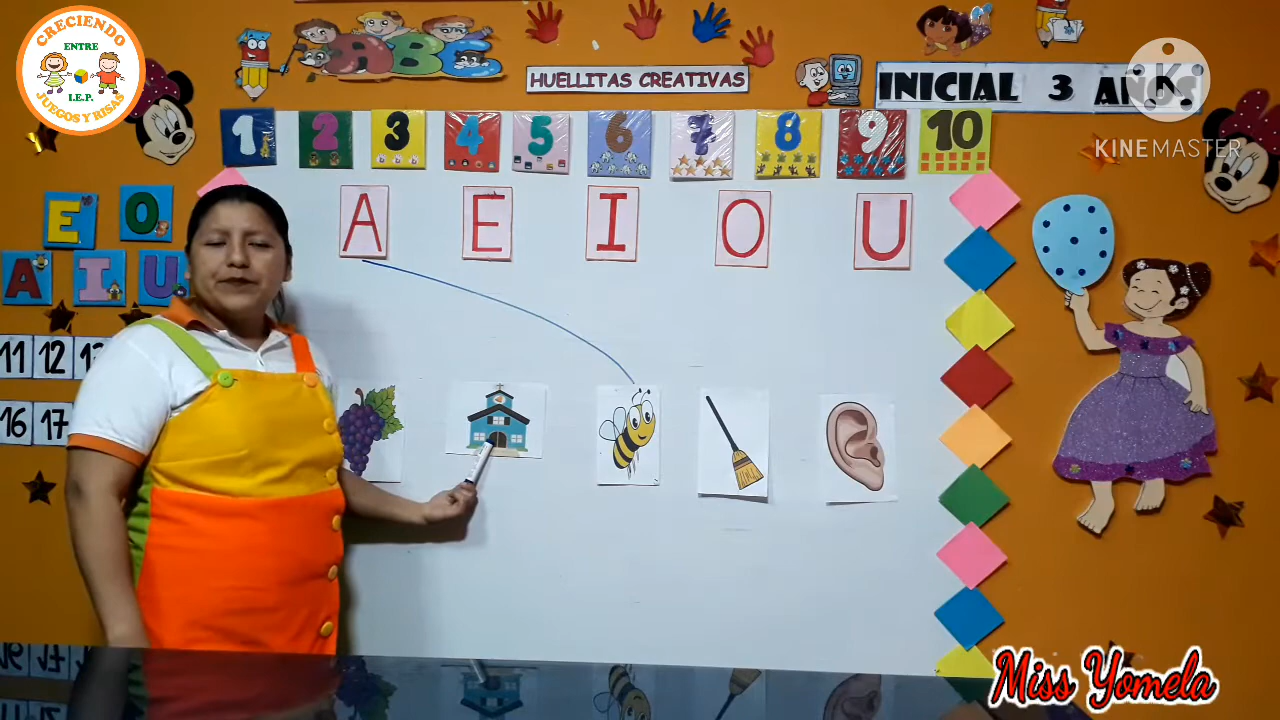 CRECIENDO
ENTRE
I.E.P.
JUEGOS Y RISAS
ABC
HUELLITAS CREATIVAS
INICIAL 3 AÑOS
K
KINEMASTER
1 2 3 4 5 6 7 8 9 10
A E I O U
E O
A I U
11 12 13
16 17
Miss Yomela